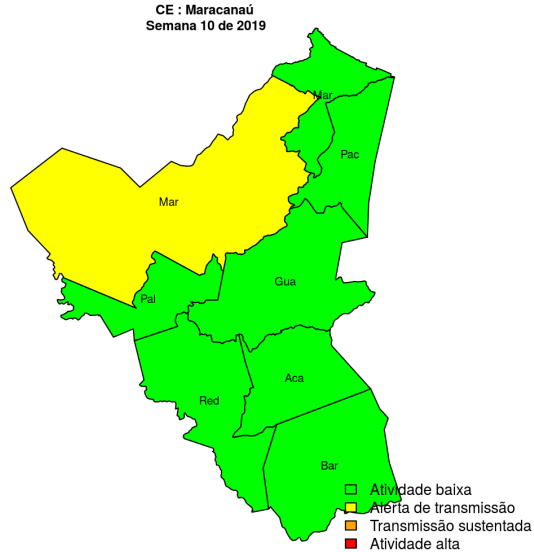 CE : Maracanaú
Semana 10 de 2019
Mar
Pac
Mar
Gua
Pal
Aca
Red
Bar
Atividade baixa
Alerta de transmissão
Transmissão sustentada
Atividade alta